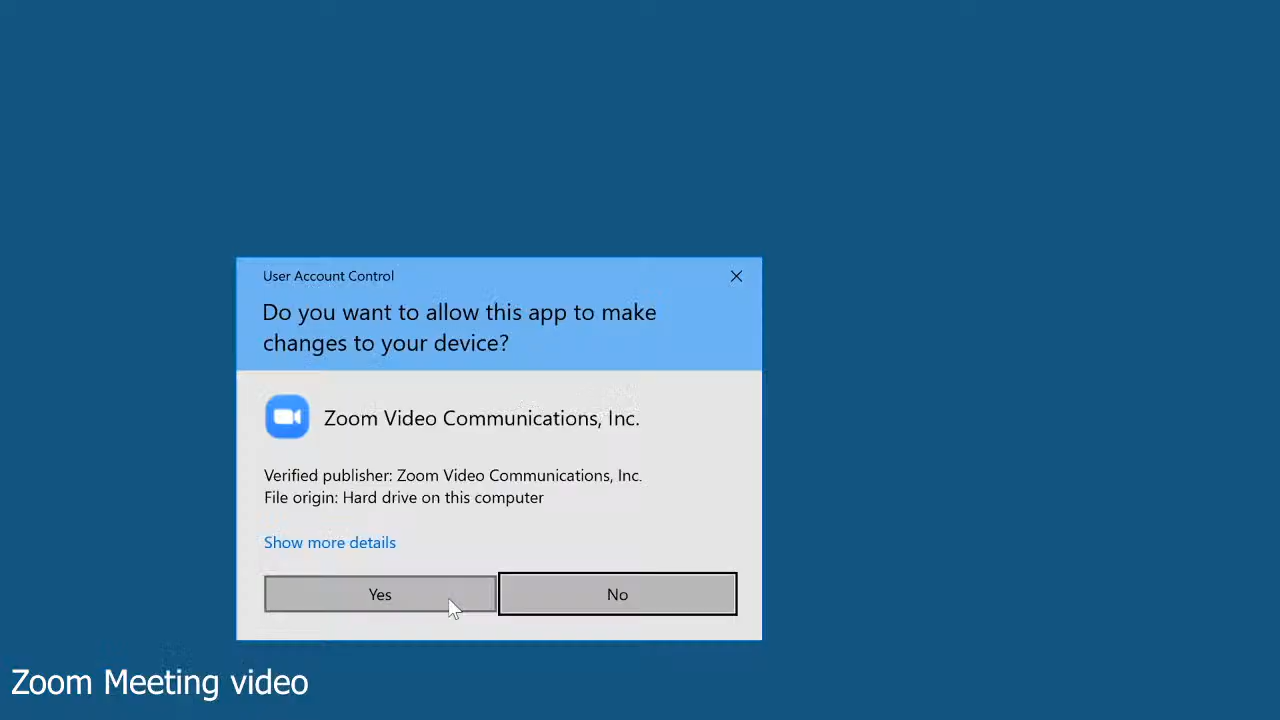 User Account Control
Do you want to allow this app to make
changes to your device?
Zoom Video Communications, Inc.
Verified publisher: Zoom Video Communications, Inc.
File origin: Hard drive on this computer
Show more details
Yes No
Zoom Meeting video